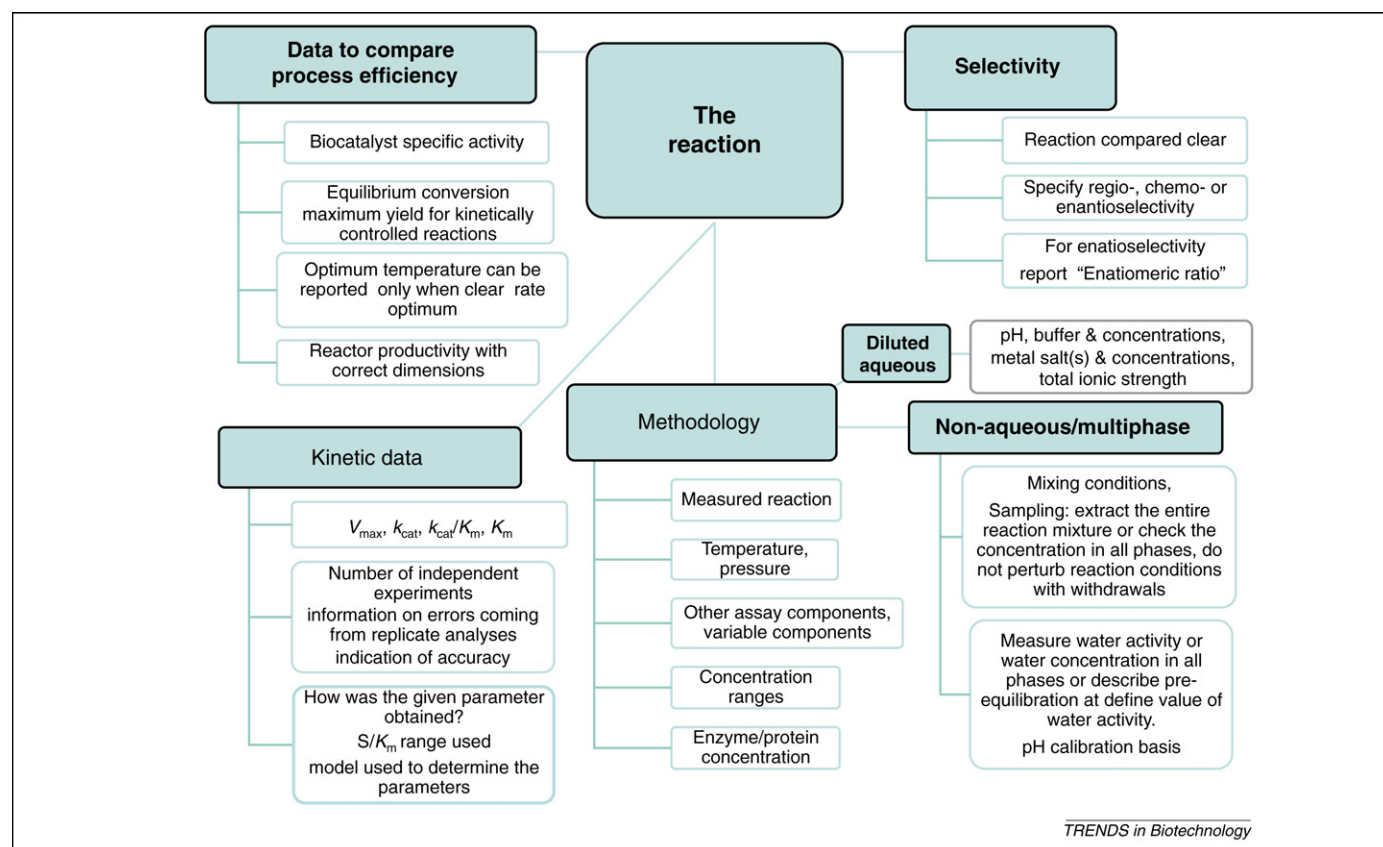 Data to compare
process efficiency
Biocatalyst specific activity
Equilibrium conversion
maximum yield for kinetically
controlled reactions
Optimum temperature can be
reported only when clear rate
optimum
Reactor productivity with
correct dimensions
The
reaction
Selectivity
Reaction compared clear
Specify regio-, chemo- or
enantioselectivity
For enatioselectivity
report "Enatiomeric ratio"
Kinetic data
Vmax, kcat, kcat/Km, Km
Number of independent
experiments
information on errors coming
from replicate analyses
indication of accuracy
How was the given parameter
obtained?
S/Km range used
model used to determine the
parameters
Methodology
Measured reaction
Temperature,
pressure
Other assay components,
variable components
Concentration
ranges
Enzyme/protein
concentration
Diluted
aqueous
pH, buffer & concentrations,
metal salt(s) & concentrations,
total ionic strength
Non-aqueous/multiphase
Mixing conditions,
Sampling: extract the entire
reaction mixture or check the
concentration in all phases, do
not perturb reaction conditions
with withdrawals
Measure water activity or
water concentration in all
phases or describe pre-
equilibration at define value of
water activity.
pH calibration basis
TRENDS in Biotechnology